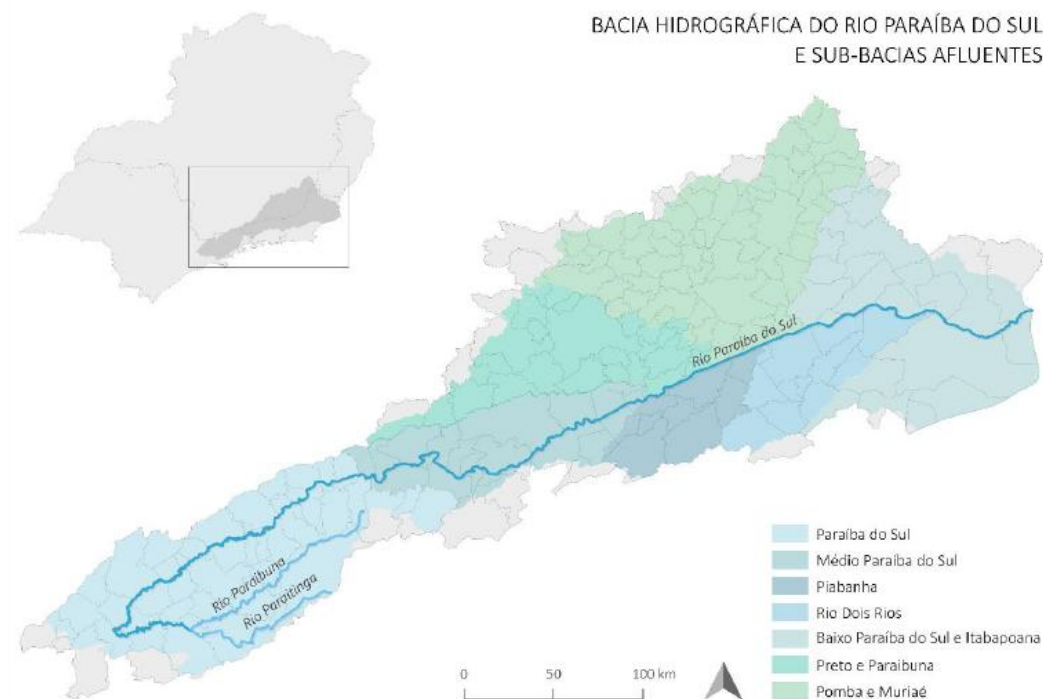 BACIA HIDROGRÁFICA DO RIO PARAÍBA DO SUL
E SUB-BACIAS AFLUENTES
Rio Paraíba do Sul
Rio Paraibuna
Rio Paraitinga
Paraíba do Sul
Médio Paraíba do Sul
Piabanha
Rio Dois Rios
Baixo Paraíba do Sul e Itabapoana
Preto e Paraibuna
Pomba e Muriaé
0 50 100 km